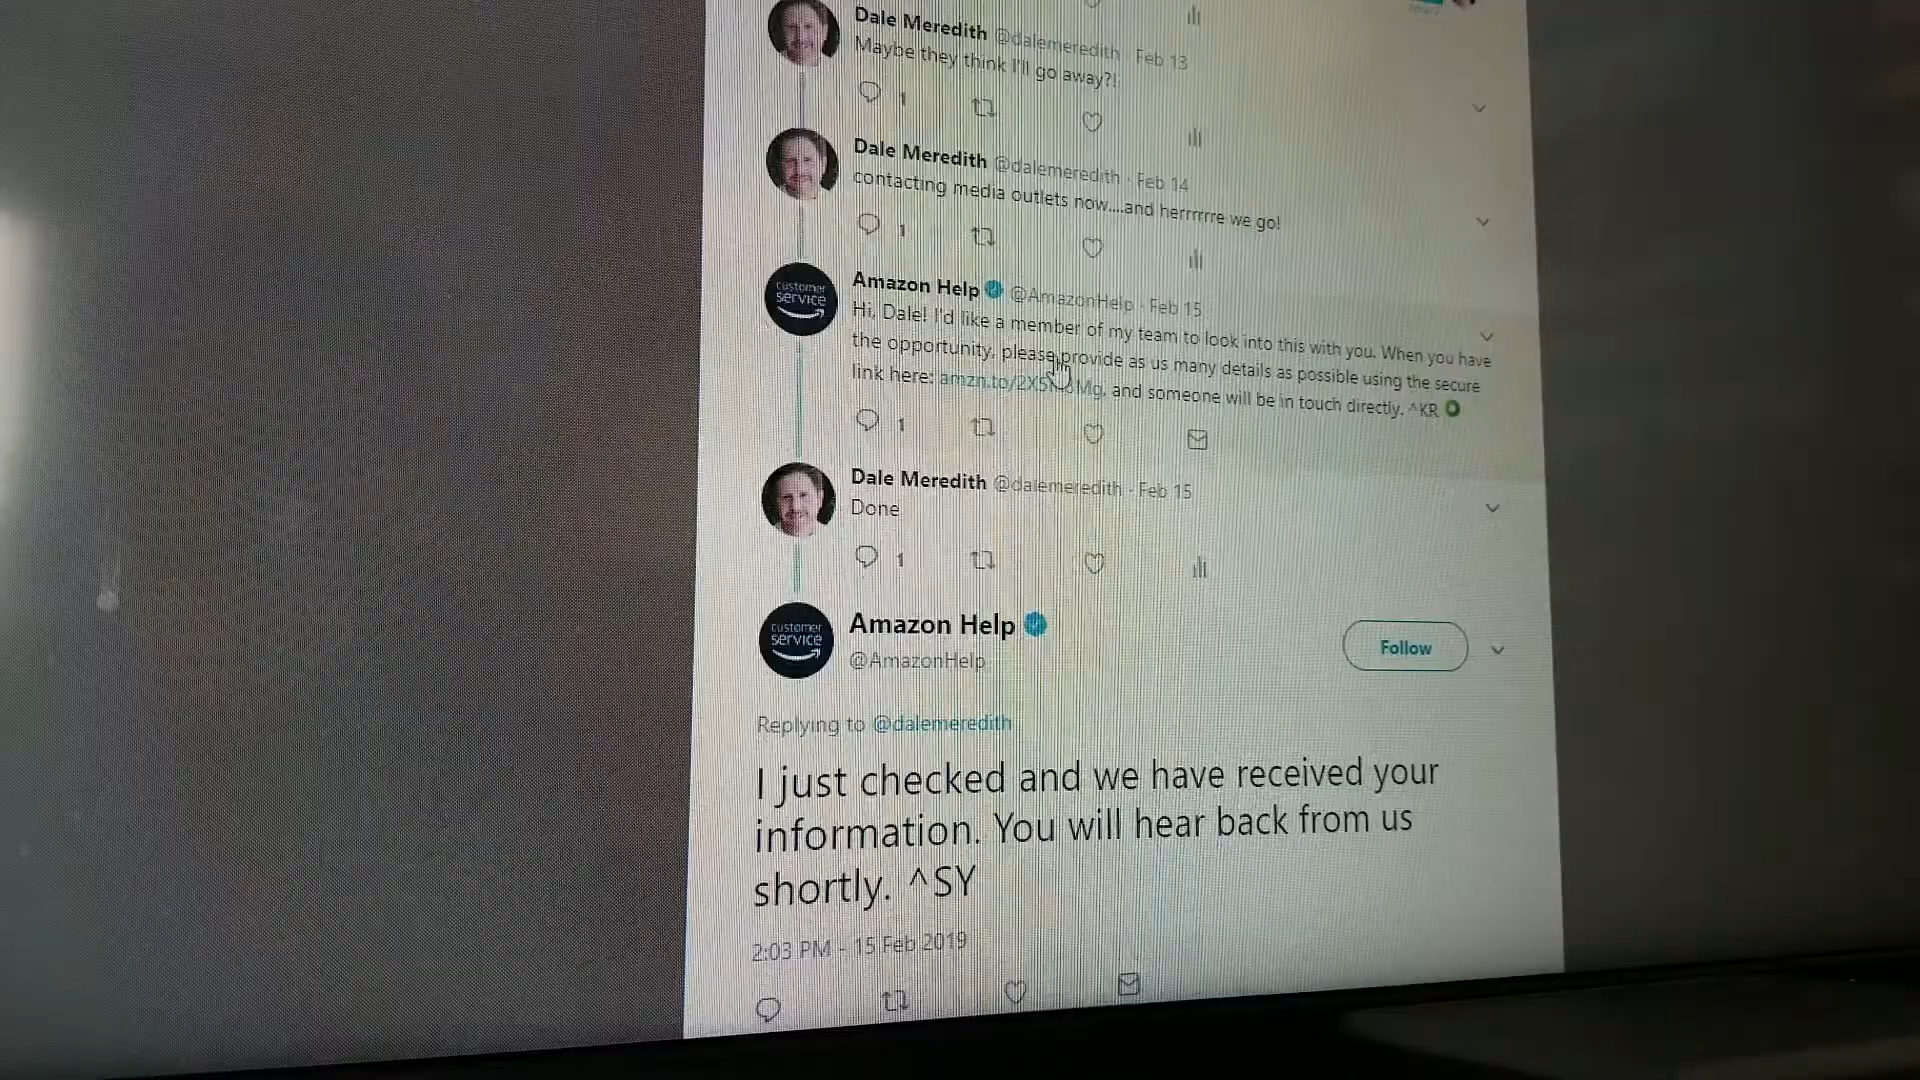 Dale Meredith @dalemeredith · Feb 13
Maybe they think I'll go away?!
1
Dale Meredith @dalemeredith · Feb 14
contacting media outlets now....and herrrrrre we go!
1
customer
service
Amazon Help @AmazonHelp · Feb 15
Hi, Dale! I'd like a member of my team to look into this with you. When you have
the opportunity, please provide as us many details as possible using the secure
link here: and someone will be in touch directly. ^KR
1
Dale Meredith @dalemeredith · Feb 15
Done
1
customer
service
Amazon Help
@AmazonHelp
Follow
Replying to @dalemeredith
I just checked and we have received your
information. You will hear back from us
shortly. ^SY
2:03 PM - 15 Feb 2019